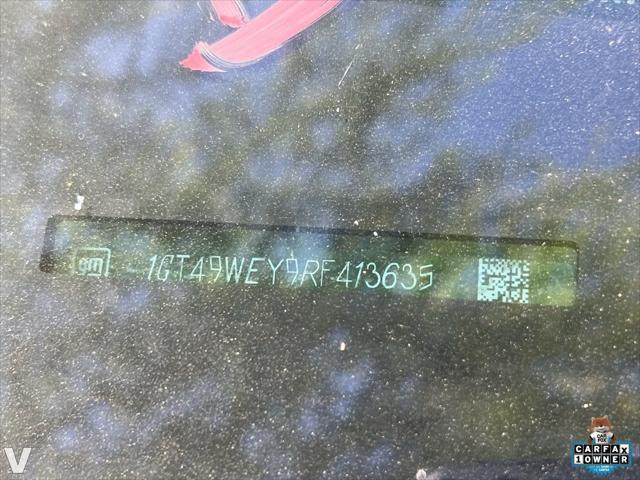 gm 1GT49WEY9RF413635
V
CARFAX
1 OWNER